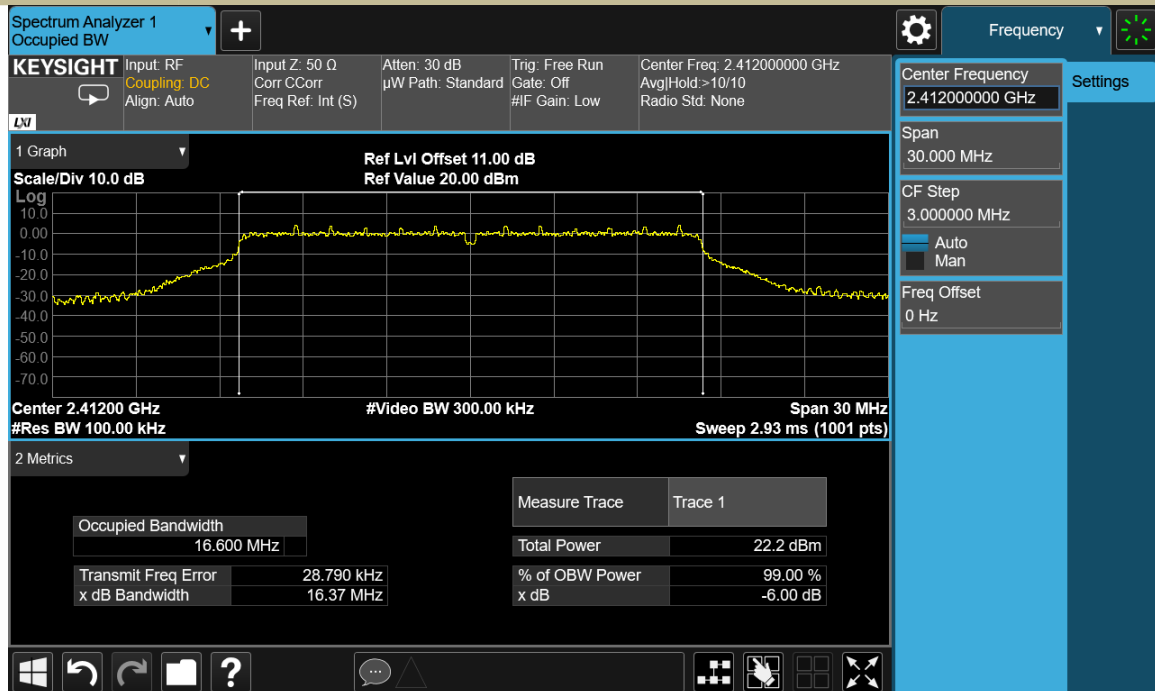 Spectrum Analyzer 1
Occupied BW
+
Frequency
KEYSIGHT
Input: RF
Coupling: DC
Align: Auto
Input Z: 50 Ω
Corr CCorr
Freq Ref: Int (S)
Atten: 30 dB
µW Path: Standard
Trig: Free Run
Gate: Off
#IF Gain: Low
Center Freq: 2.412000000 GHz
Avg|Hold:>10/10
Radio Std: None
LXI
Center Frequency
2.412000000 GHz
Settings
Span
30.000 MHz
CF Step
3.000000 MHz
Auto
Man
Freq Offset
0 Hz
1 Graph
Scale/Div 10.0 dB
Ref Lvl Offset 11.00 dB
Ref Value 20.00 dBm
Log
10.0
0.00
-10.0
-20.0
-30.0
-40.0
-50.0
-60.0
-70.0
Center 2.41200 GHz
#Video BW 300.00 kHz
Span 30 MHz
#Res BW 100.00 kHz
Sweep 2.93 ms (1001 pts)
2 Metrics
Measure Trace Trace 1
Occupied Bandwidth
16.600 MHz
Total Power 22.2 dBm
Transmit Freq Error 28.790 kHz
% of OBW Power 99.00 %
x dB Bandwidth 16.37 MHz
x dB -6.00 dB
?